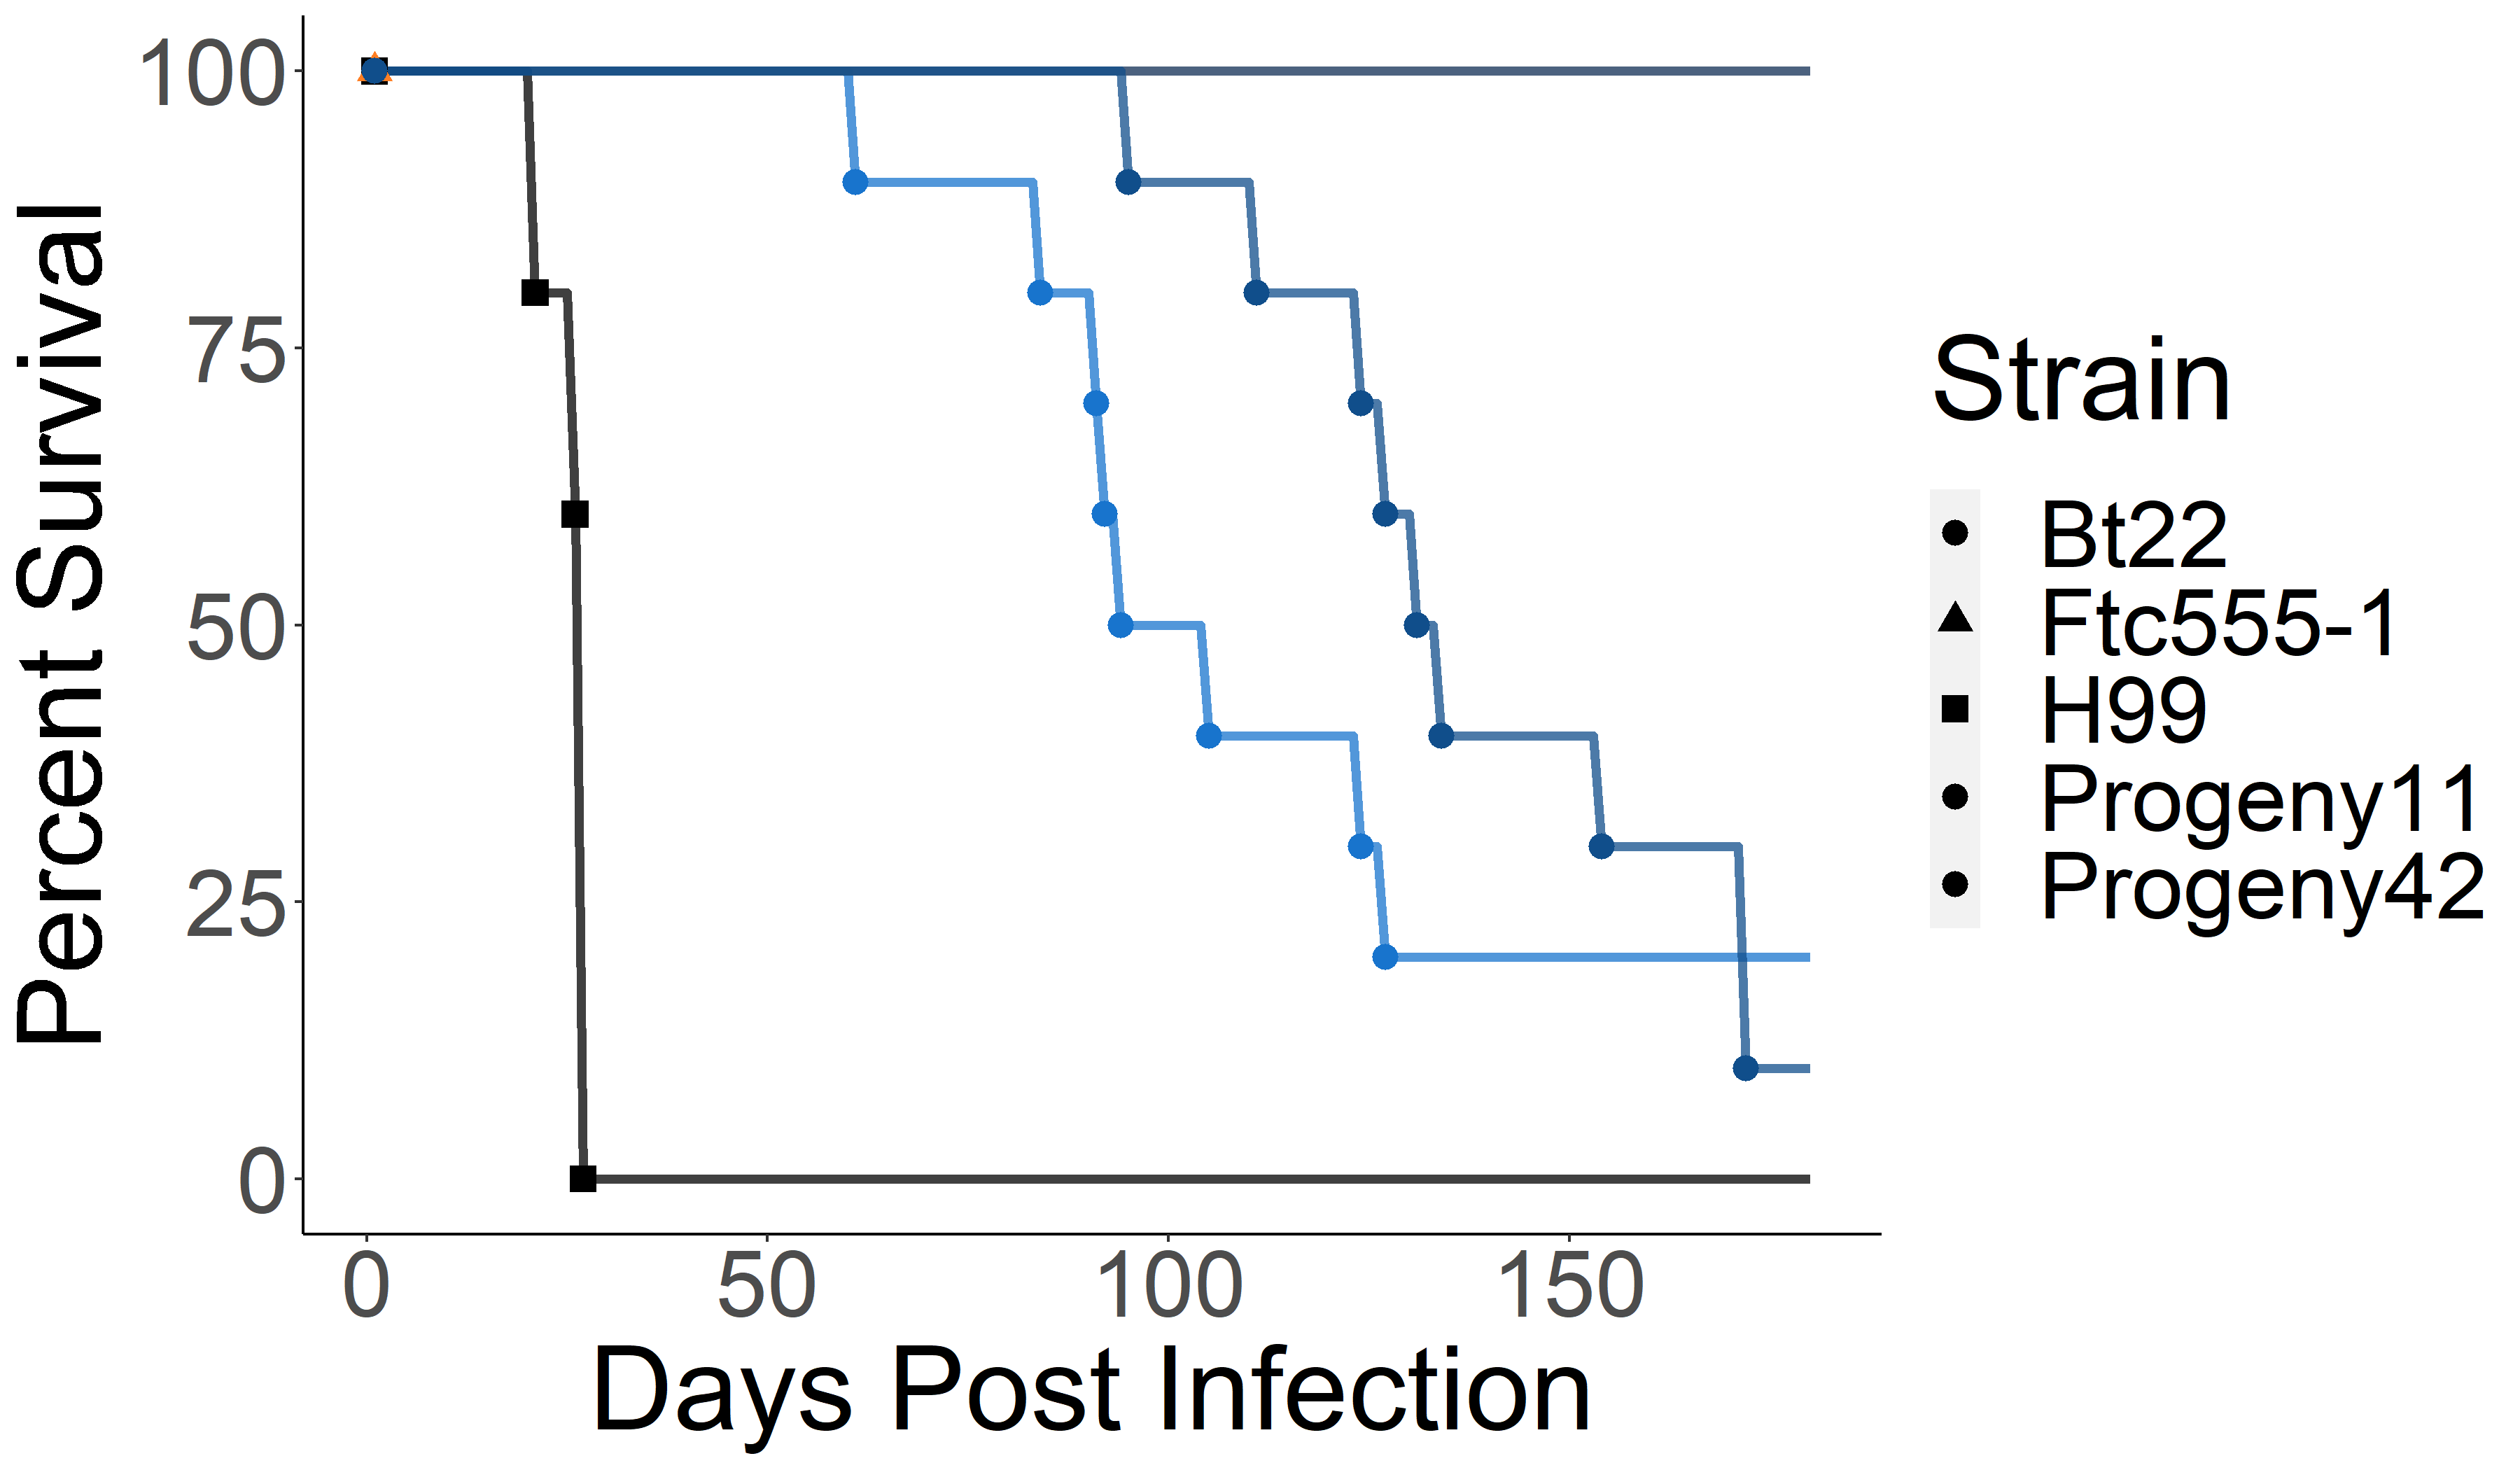 Percent Survival
100
75
50
25
0
0 50 100 150
Days Post Infection
Strain
Bt22
Ftc555-1
H99
Progeny11
Progeny42